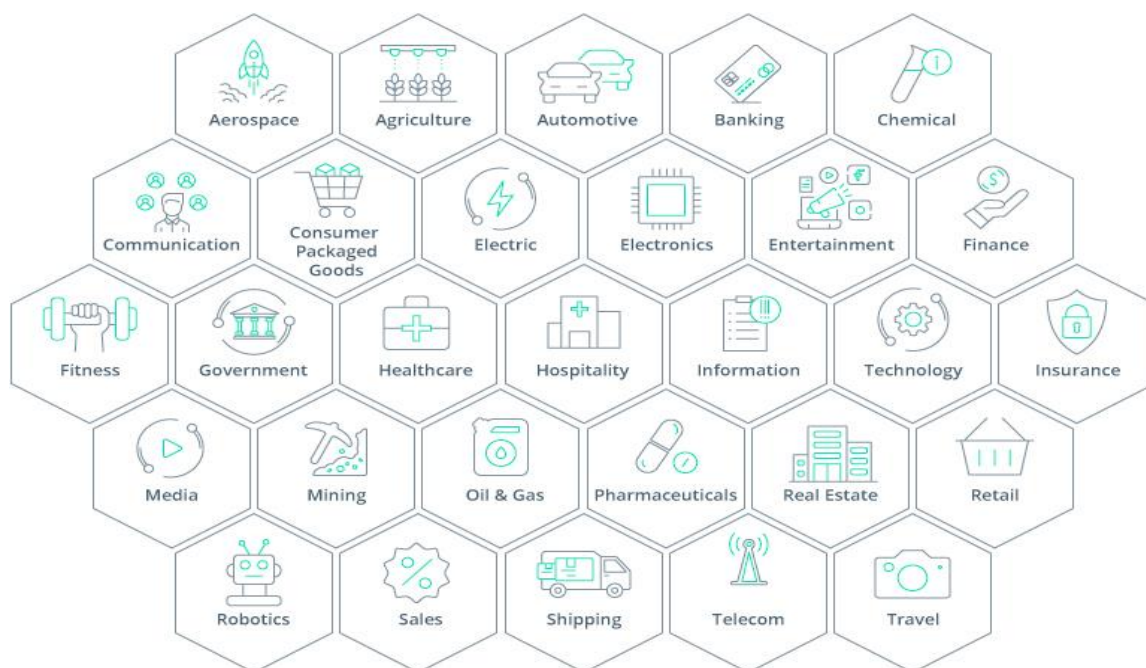 Aerospace
Agriculture
Automotive
Banking
Chemical
Communication
Consumer
Packaged
Goods
Electric
Electronics
Entertainment
Finance
Fitness
Government
Healthcare
Hospitality
Information
Technology
Insurance
Media
Mining
Oil & Gas
Pharmaceuticals
Real Estate
Retail
Robotics
Sales
Shipping
Telecom
Travel